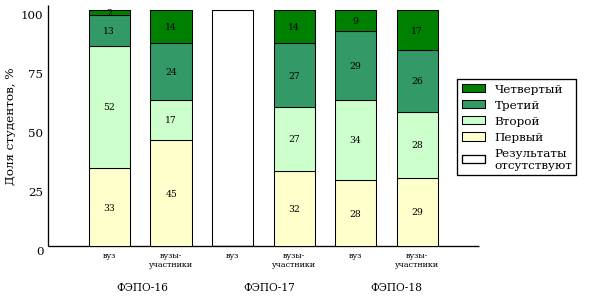 Доля студентов, %
100
75
50
25
0
2
13
52
33
14
24
17
45
14
27
27
32
9
29
34
28
17
26
28
29
вуз
вузы-
участники
вуз
вузы-
участники
вуз
вузы-
участники
ФЭПО-16
ФЭПО-17
ФЭПО-18
Четвертый
Третий
Второй
Первый
Результаты
отсутствуют